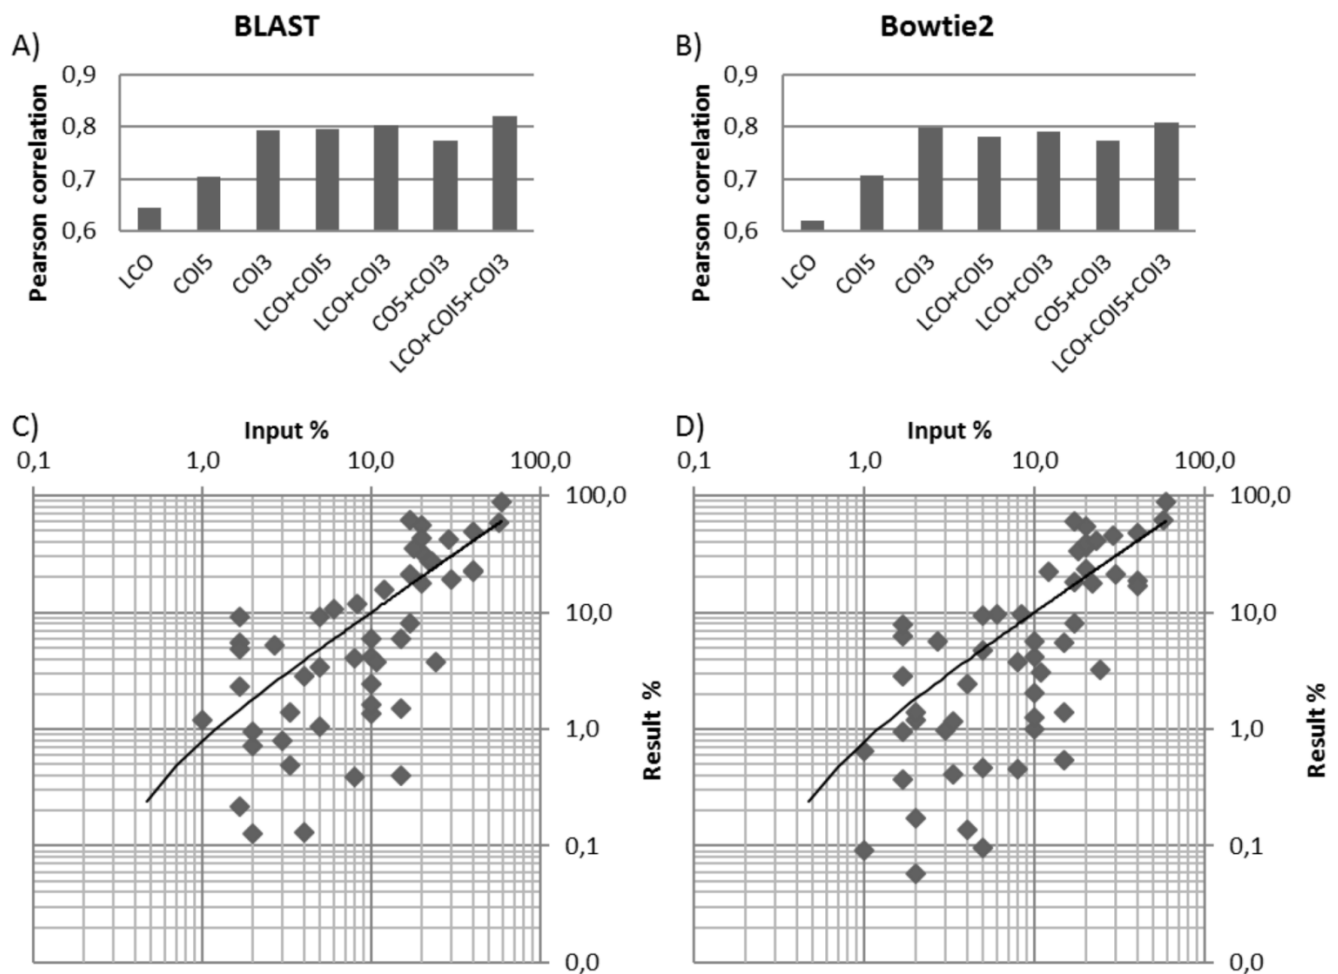 BLAST
A)
Pearson correlation
0,9
0,8
0,7
0,6
LCO
COI5
COI3
LCO+COI5
LCO+COI3
CO5+COI3
LCO+COI5+COI3
Bowtie2
B)
Pearson correlation
0,9
0,8
0,7
0,6
LCO
COI5
COI3
LCO+COI5
LCO+COI3
CO5+COI3
LCO+COI5+COI3
C)
Input %
0,1
1,0
10,0
100,0
100,0
10,0
1,0
0,1
0,0
Result %
D)
Input %
0,1
1,0
10,0
100,0
100,0
10,0
1,0
0,1
0,0
Result %